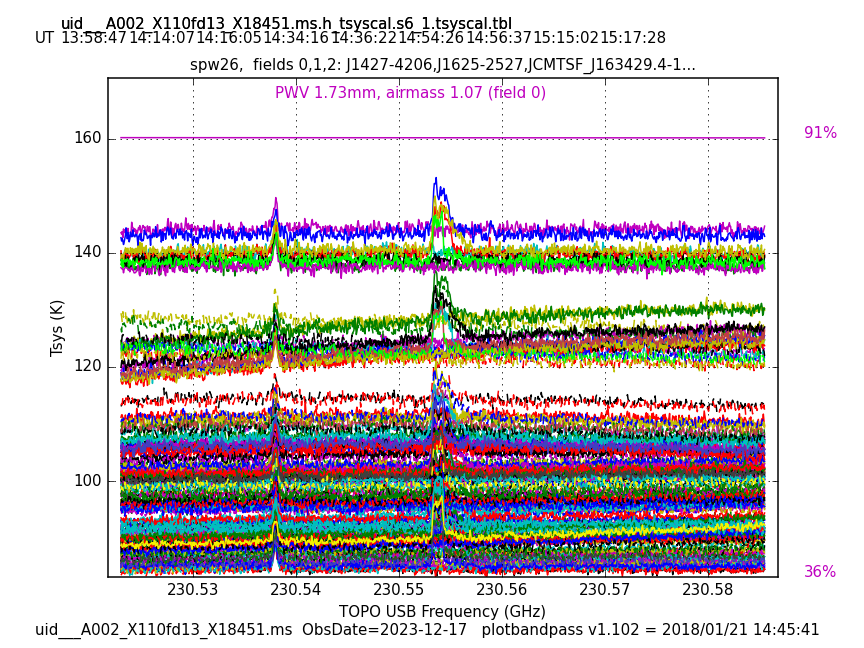 uid___A002_X110fd13_X18451.ms.h_tsyscal.s6_1.tsyscal.tbl
UT 13:58:47 14:14:07 14:16:05 14:34:16 14:36:22 14:54:26 14:56:37 15:15:02 15:17:28
spw26, fields 0,1,2: J1427-4206,J1625-2527,JCMTSF_J163429.4-1...
PWV 1.73mm, airmass 1.07 (field 0)
160
91%
140
Tsys (K)
120
100
36%
230.53 230.54 230.55 230.56 230.57 230.58
TOPO USB Frequency (GHz)
uid___A002_X110fd13_X18451.ms ObsDate=2023-12-17 plotbandpass v1.102 = 2018/01/21 14:45:41